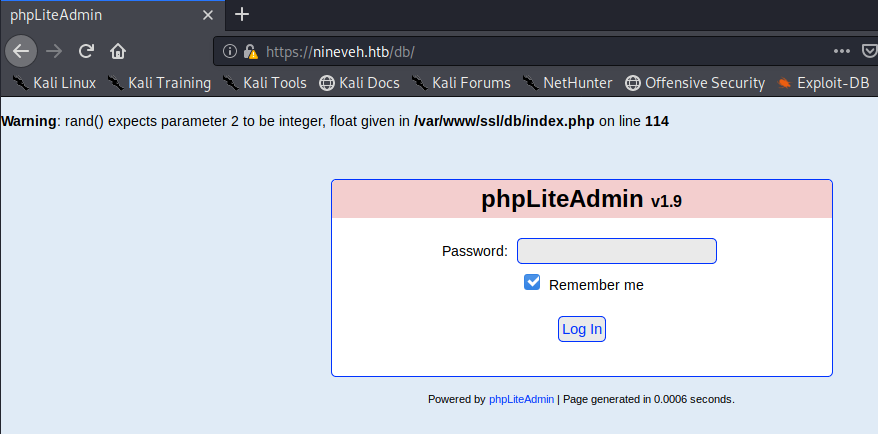 phpLiteAdmin
https://nineveh.htb/db/
Kali Linux Kali Training Kali Tools Kali Docs Kali Forums NetHunter Offensive Security Exploit-DB
Warning: rand() expects parameter 2 to be integer, float given in /var/www/ssl/db/index.php on line 114
phpLiteAdmin v1.9
Password:
Remember me
Log In
Powered by phpLiteAdmin | Page generated in 0.0006 seconds.